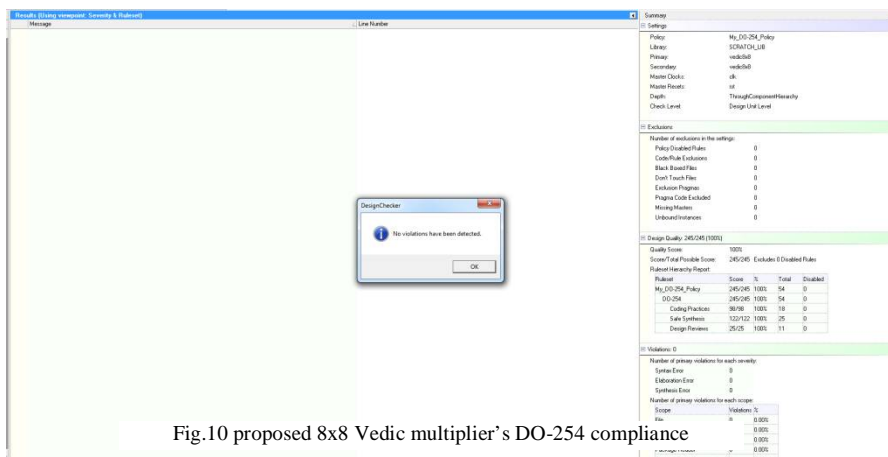 Results (Using viewpoint: Severity & Ruleset)
Message
Line Number
DesignChecker
No violations have been detected.
OK
Summary
Settings
Policy: My_DO-254_Policy
Library: SCRATCH_LIB
Primary: vedic8x8
Secondary: vedic8x8
Master Clocks: clk
Master Resets: rst
Depth: ThroughComponentHierarchy
Check Level: Design Unit Level
Exclusions
Number of exclusions in the settings:
Policy Disabled Rules 0
Code/Rule Exclusions 0
Black Boxed Files 0
Don't Touch Files 0
Exclusion Pragmas 0
Pragma Code Excluded 0
Missing Masters 0
Unbound Instances 0
Design Quality: 245/245 (100%)
Quality Score: 100%
Score/Total Possible Score: 245/245 Excludes 0 Disabled Rules
Ruleset Hierarchy Report:
Ruleset Score % Total Disabled
My_DO-254_Policy 245/245 100% 54 0
DO-254 245/245 100% 54 0
Coding Practices 98/98 100% 18 0
Safe Synthesis 122/122 100% 25 0
Design Reviews 25/25 100% 11 0
Violations: 0
Number of primary violations for each severity:
Syntax Error 0
Elaboration Error 0
Synthesis Error 0
Number of primary violations for each scope:
Scope Violations %
0.00%
0.00%
0.00%
0.00%
Fig.10 proposed 8x8 Vedic multiplier's DO-254 compliance